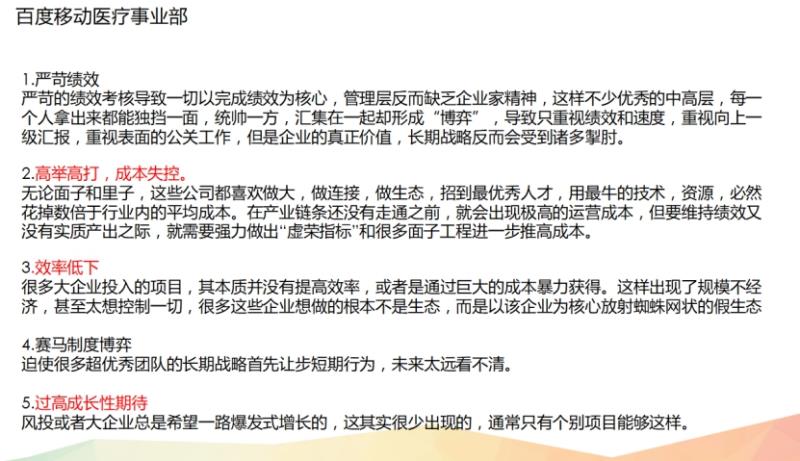 百度移动医疗事业部
1.严苛绩效
严苛的绩效考核导致一切以完成绩效为核心，管理层反而缺乏企业家精神，这样不少优秀的中高层，每一
个人拿出来都能独挡一面，统帅一方，汇集在一起却形成“博弈”，导致只重视绩效和速度，重视向上一
级汇报，重视表面的公关工作，但是企业的真正价值，长期战略反而会受到诸多掣肘。
2.高举高打，成本失控。
无论面子和里子，这些公司都喜欢做大，做连接，做生态，招到最优秀人才，用最牛的技术，资源，必然
花掉数倍于行业内的平均成本。在产业链条还没有走通之前，就会出现极高的运营成本，但要维持绩效又
没有实质产出之际，就需要强力做出“虚荣指标”和很多面子工程进一步推高成本。
3.效率低下
很多大企业投入的项目，其本质并没有提高效率，或者是通过巨大的成本暴力获得。这样出现了规模不经
济，甚至太想控制一切，很多这些企业想做的根本不是生态，而是以该企业为核心放射蜘蛛网状的假生态
4.赛马制度博弈
迫使很多超优秀团队的长期战略首先让步短期行为，未来太远看不清。
5.过高成长性期待
风投或者大企业总是希望一路爆发式增长的，这其实很少出现的，通常只有个别项目能够这样。